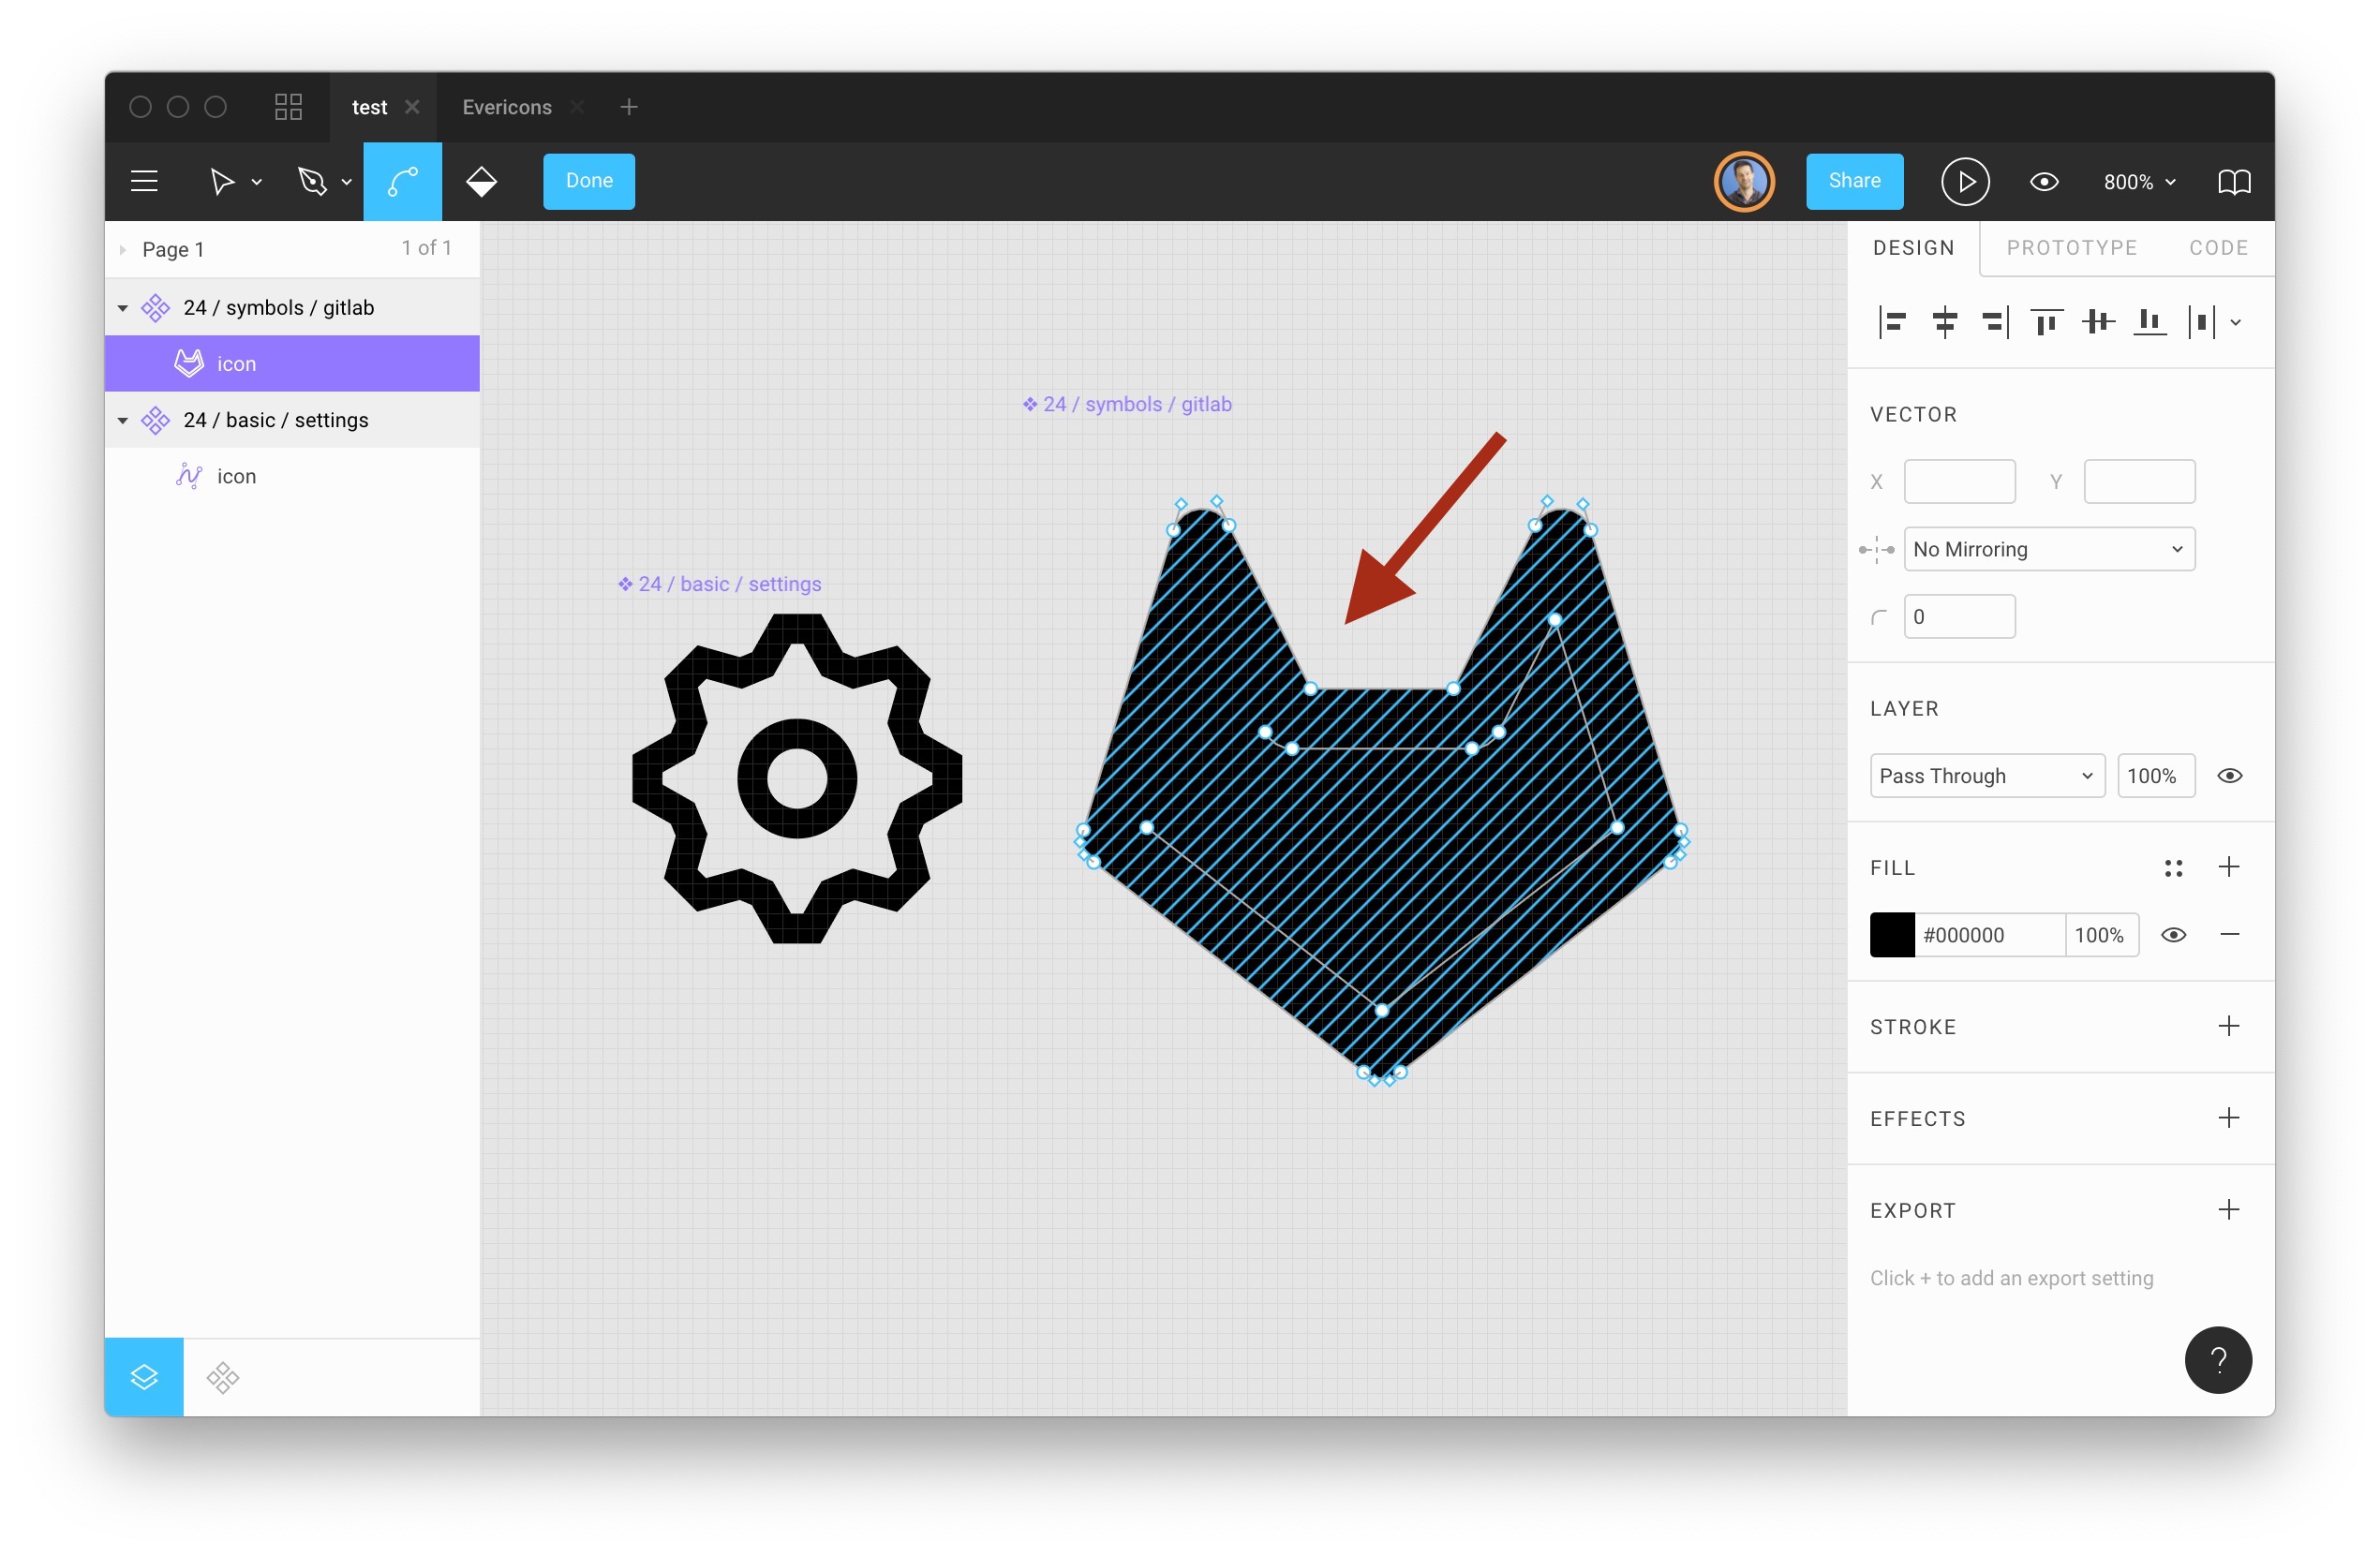 test
Evericons
Done
Share
800%
Page 1
1 of 1
24 / symbols / gitlab
icon
24 / basic / settings
icon
24 / symbols / gitlab
24 / basic / settings
DESIGN
PROTOTYPE
CODE
VECTOR
X
Y
No Mirroring
0
LAYER
Pass Through
100%
FILL
#000000
100%
STROKE
EFFECTS
EXPORT
Click + to add an export setting
?